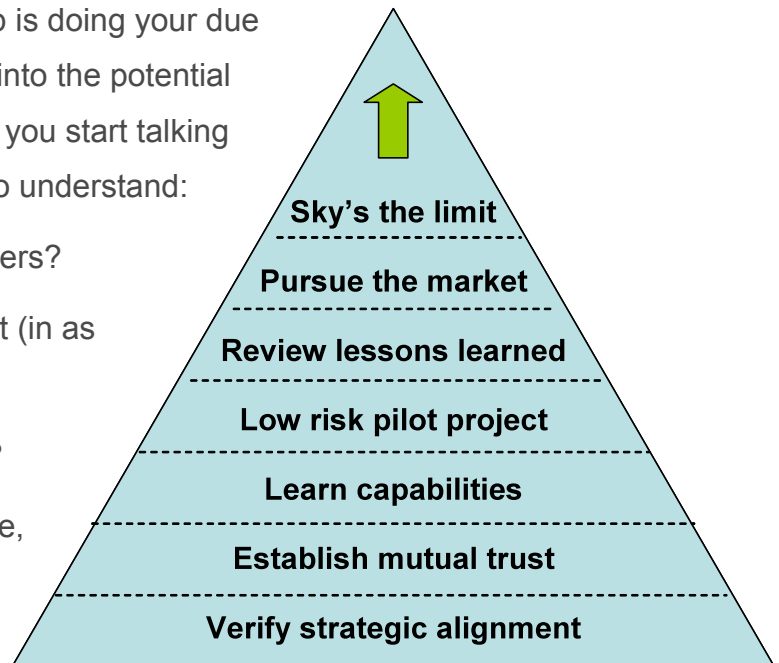 is doing your due
into the potential
you start talking
understand:
ers?
t (in as
e,
Sky's the limit
Pursue the market
Review lessons learned
Low risk pilot project
Learn capabilities
Establish mutual trust
Verify strategic alignment